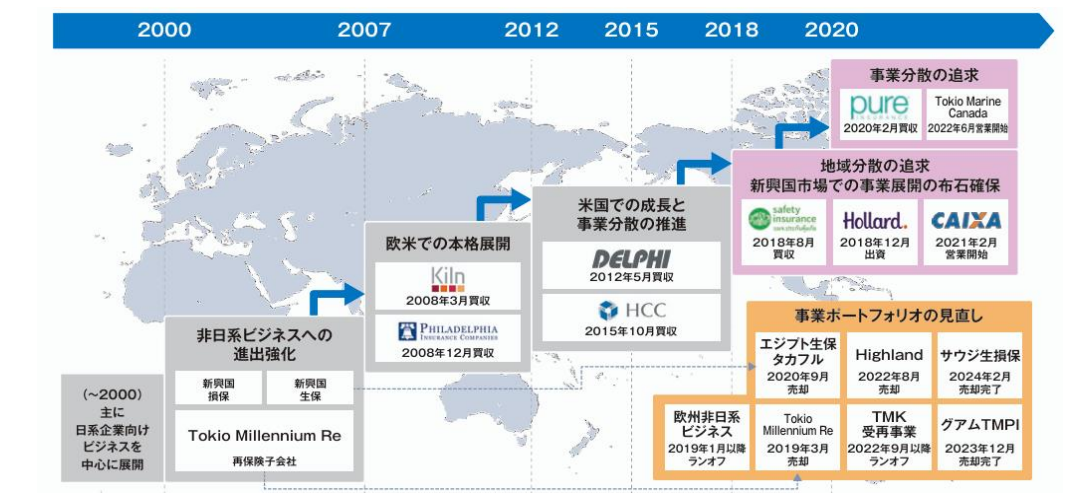 2000
2007
2012
2015
2018
2020
(~2000)
主に
日系企業向け
ビジネスを
中心に展開
非日系ビジネスへの
進出強化
新興国
損保
新興国
生保
Tokio Millennium Re
再保険子会社
欧米での本格展開
Kiln
2008年3月買収
PHILADELPHIA
INSURANCE COMPANIES
2008年12月買収
米国での成長と
事業分散の推進
DELPHI
2012年5月買収
HCC
2015年10月買収
地域分散の追求
新興国市場での事業展開の布石確保
safety
insurance
2018年8月
買収
Hollard.
2018年12月
出資
CAIXA
2021年2月
営業開始
事業分散の追求
pure
INSURANCE
2020年2月買収
Tokio Marine
Canada
2022年6月営業開始
事業ポートフォリオの見直し
エジプト生保
タカフル
2020年9月
売却
Highland
2022年8月
売却
サウジ生損保
2024年2月
売却完了
欧州非日系
ビジネス
2019年1月以降
ランオフ
Tokio
Millennium Re
2019年3月
売却
TMK
受再事業
2022年9月以降
ランオフ
グアムTMPI
2023年12月
売却完了